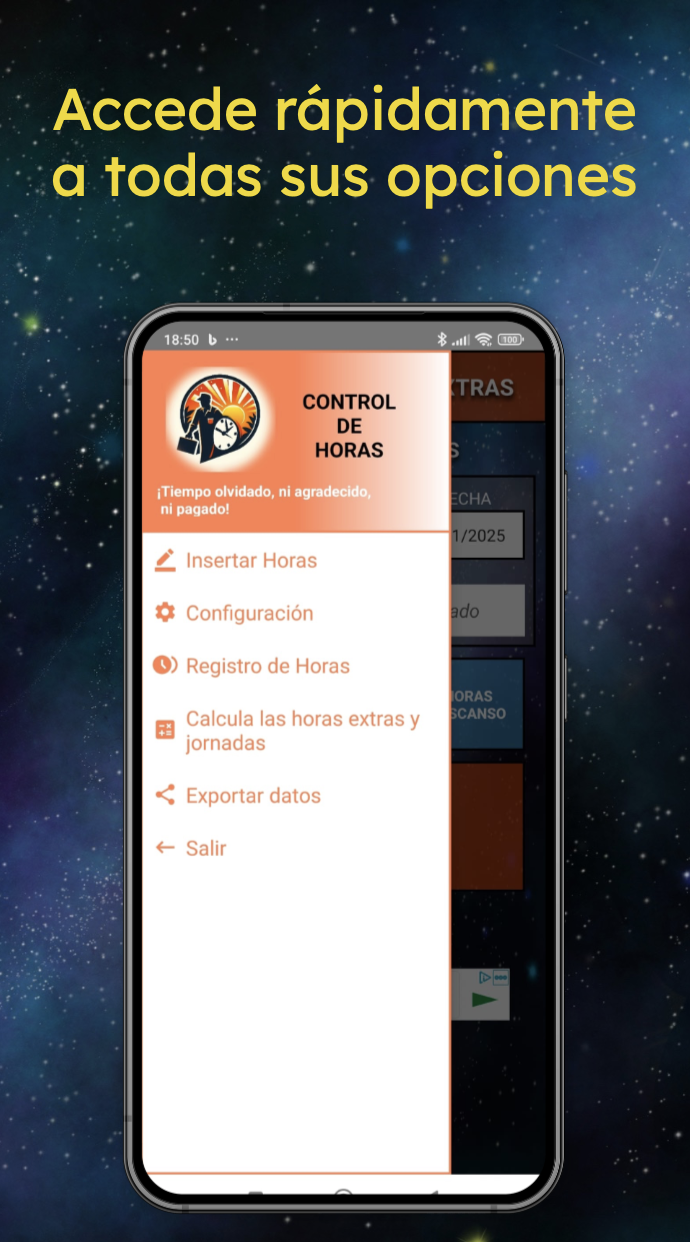 Accede rápidamente
a todas sus opciones
18:50
100
CONTROL
DE
HORAS
¡Tiempo olvidado, ni agradecido,
ni pagado!
Insertar Horas
Configuración
Registro de Horas
Calcula las horas extras y
jornadas
Exportar datos
Salir
XTRAS
S
ECHA
1/2025
ado
HORAS
SCANSO